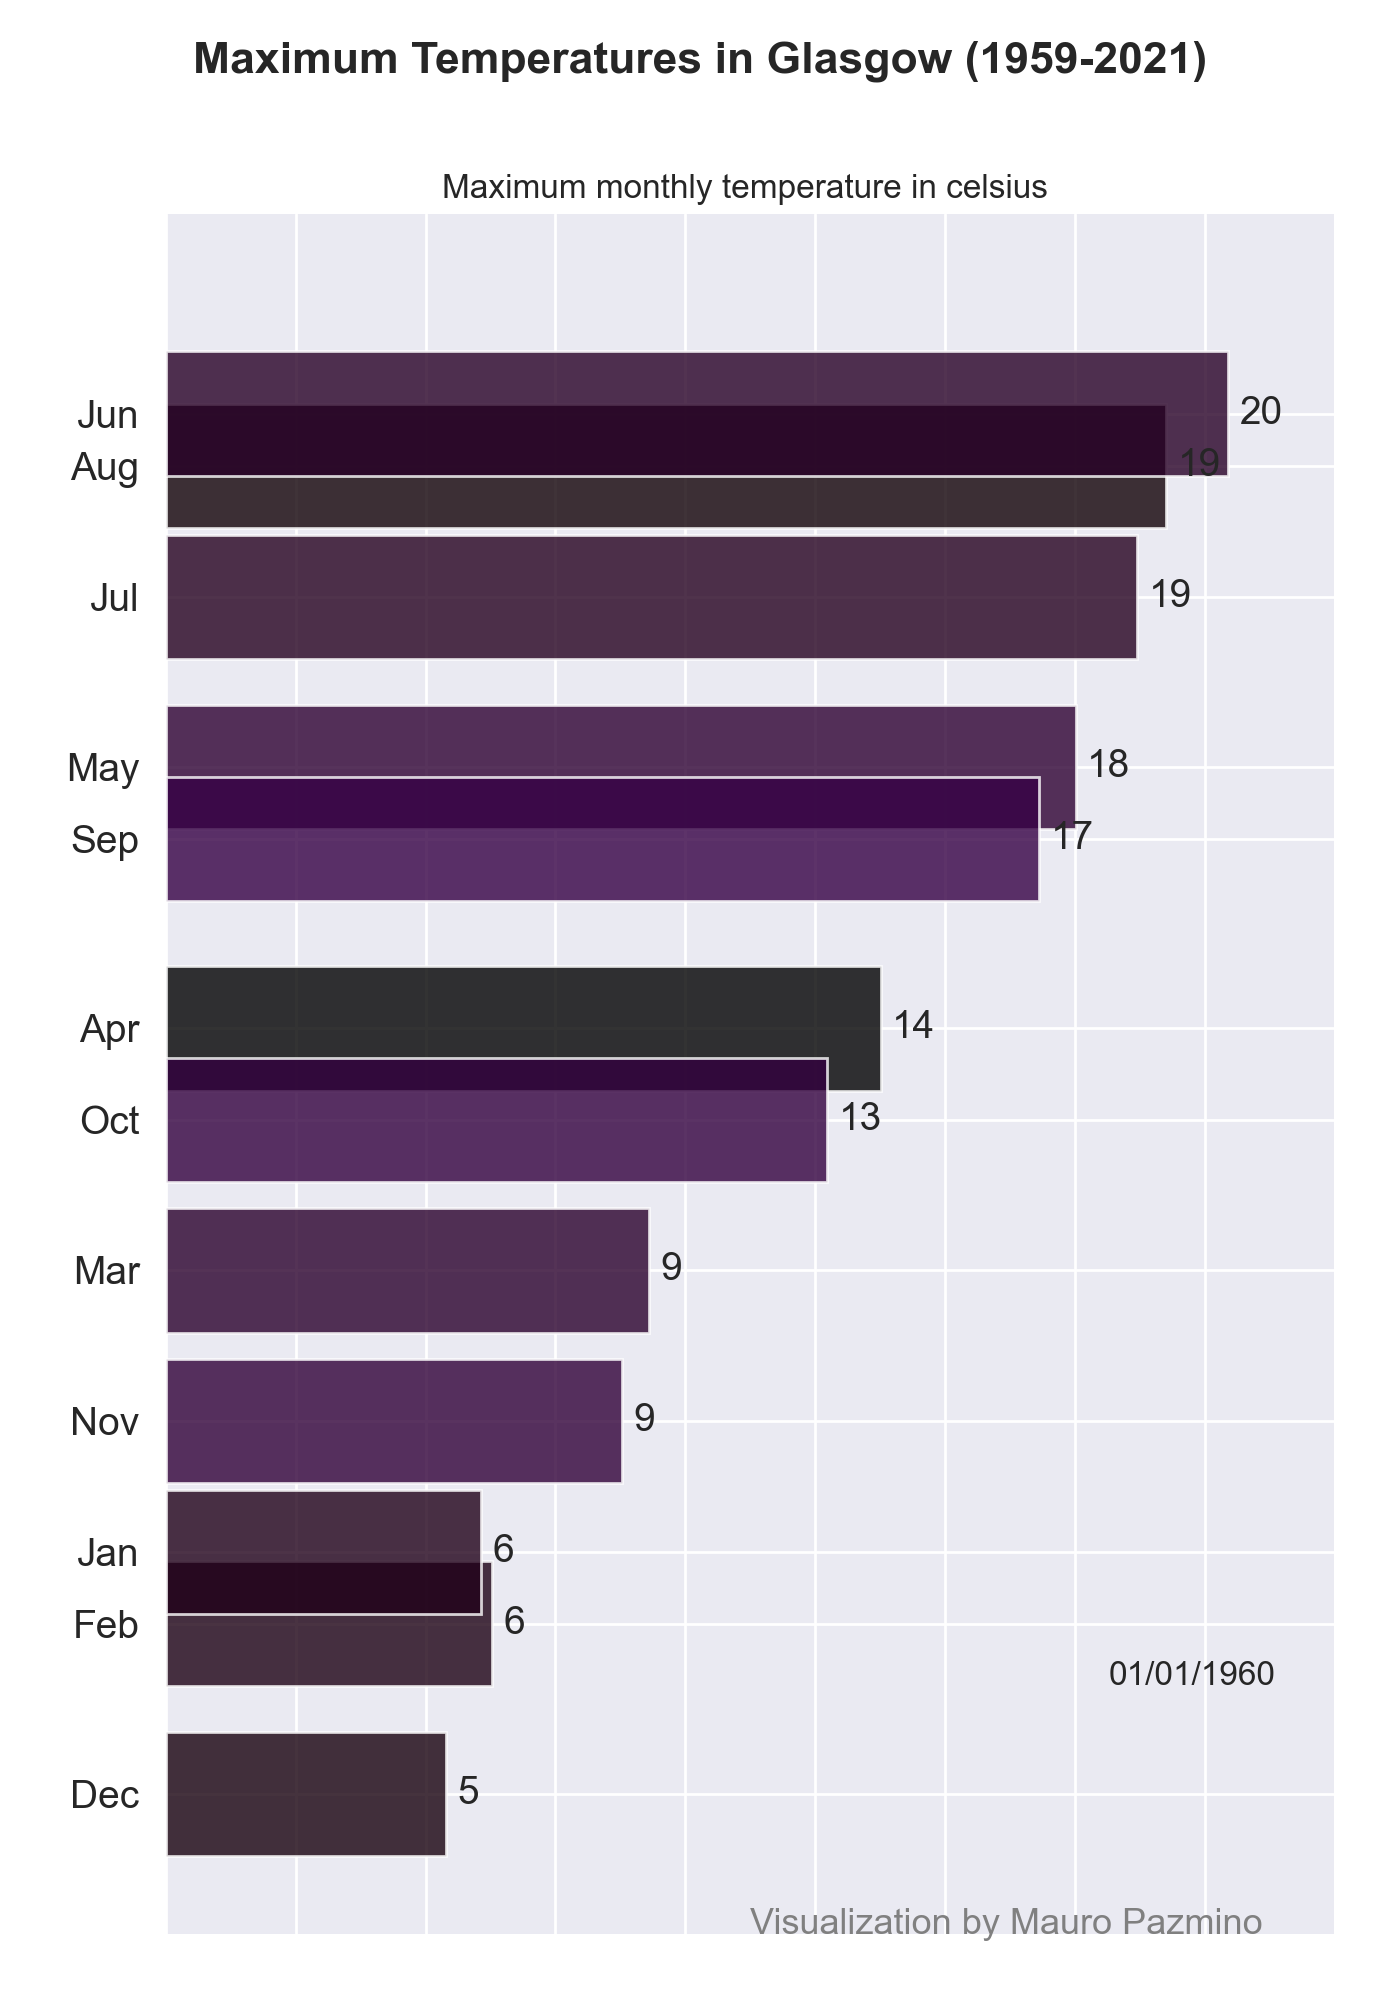 Maximum Temperatures in Glasgow (1959-2021)
Maximum monthly temperature in celsius
Jun 20
Aug 19
Jul 19
May 18
Sep 17
Apr 14
Oct 13
Mar 9
Nov 9
Jan 6
Feb 6
01/01/1960
Dec 5
Visualization by Mauro Pazmino